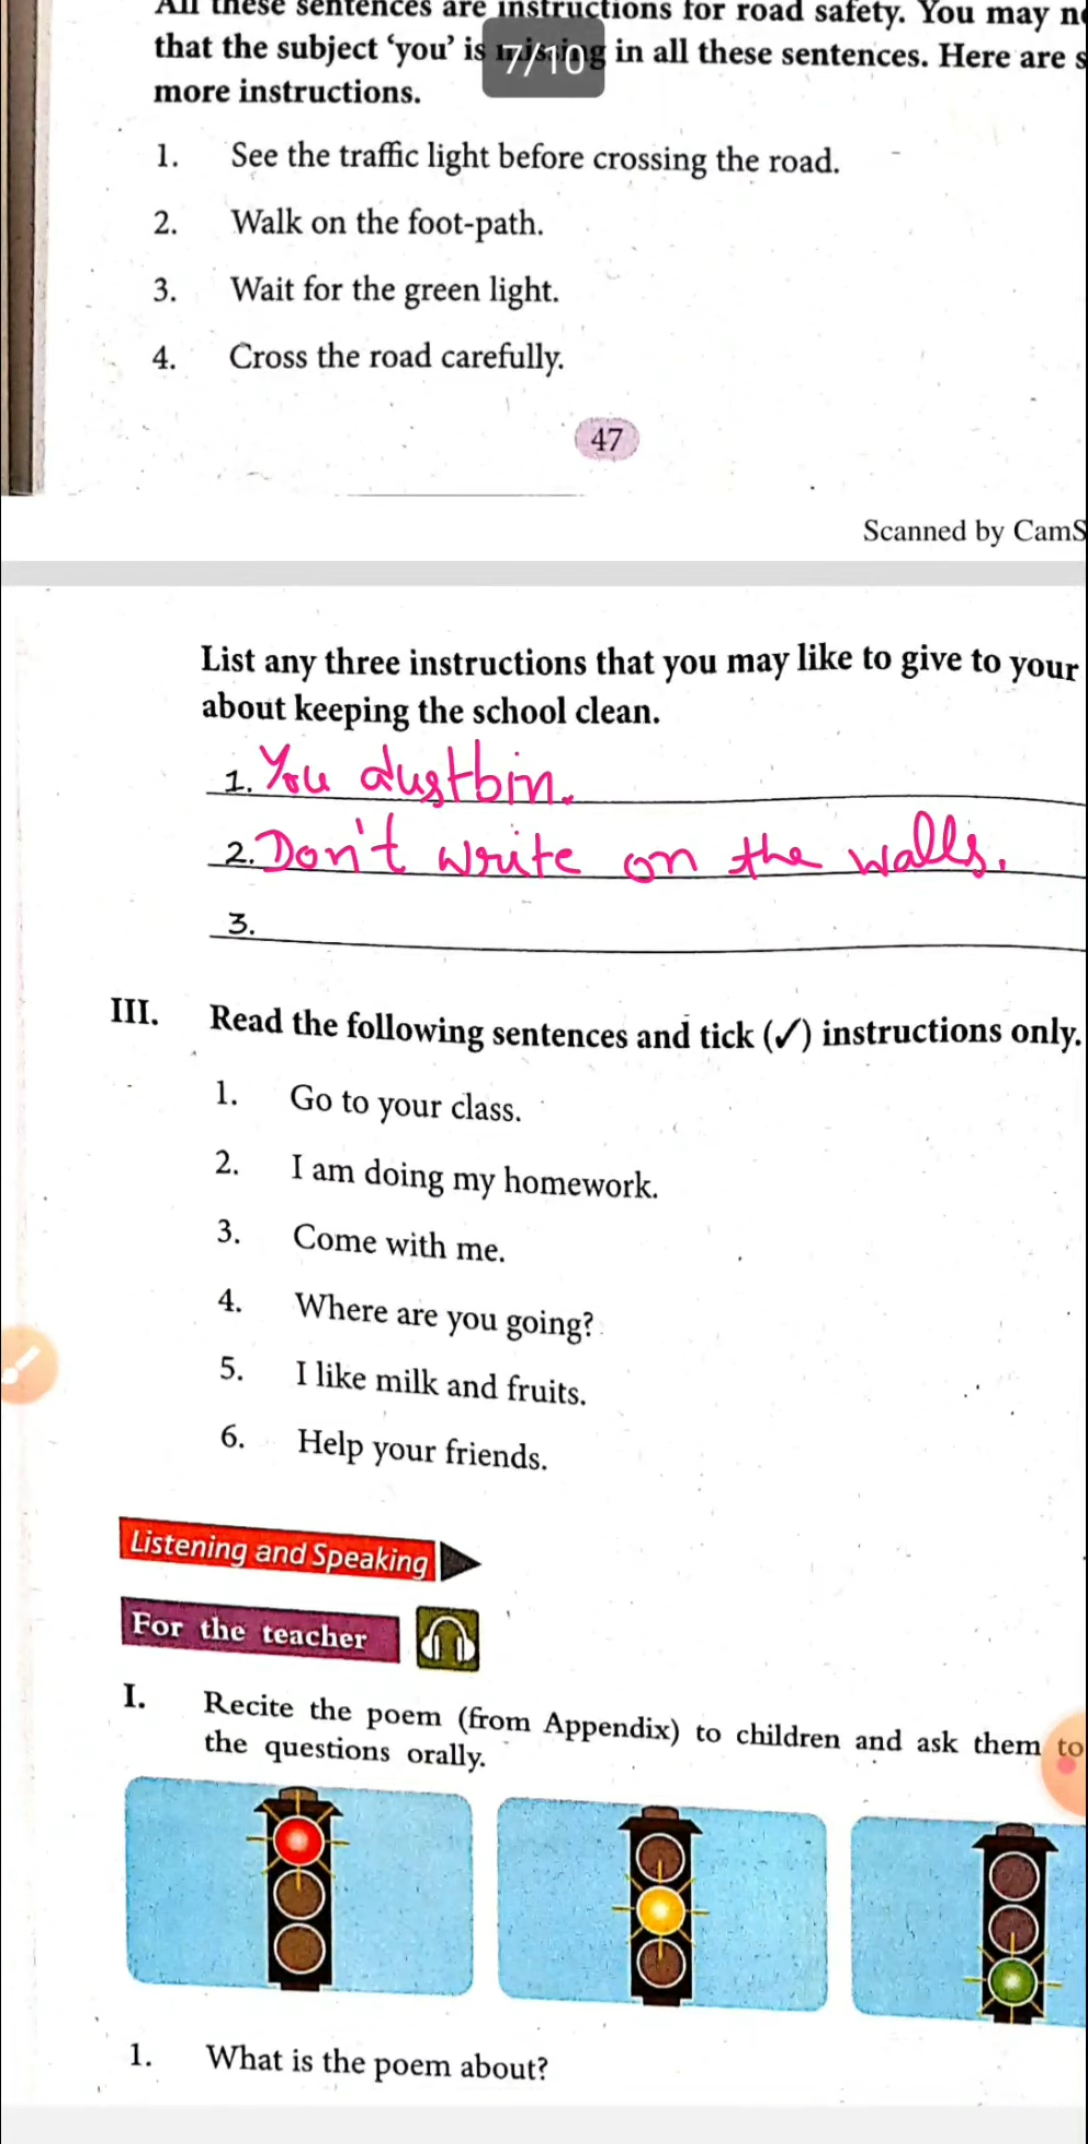 All these sentences are instructions for road safety. You may
that the subject ‘you’ is missing in all these sentences. Here are
7/10
more instructions.
1. See the traffic light before crossing the road.
2. Walk on the foot-path.
3. Wait for the green light.
4. Cross the road carefully.
47
Scanned by CamS
List any three instructions that you may like to give to your
about keeping the school clean.
1. You dustbin.
2. Don't write on the walls.
3.
III. Read the following sentences and tick (✓) instructions only.
1. Go to your class.
2. I am doing my homework.
3. Come with me.
4. Where are you going?
5. I like milk and fruits.
6. Help your friends.
Listening and Speaking
For the teacher
I. Recite the poem (from Appendix) to children and ask them to
the questions orally.
1. What is the poem about?